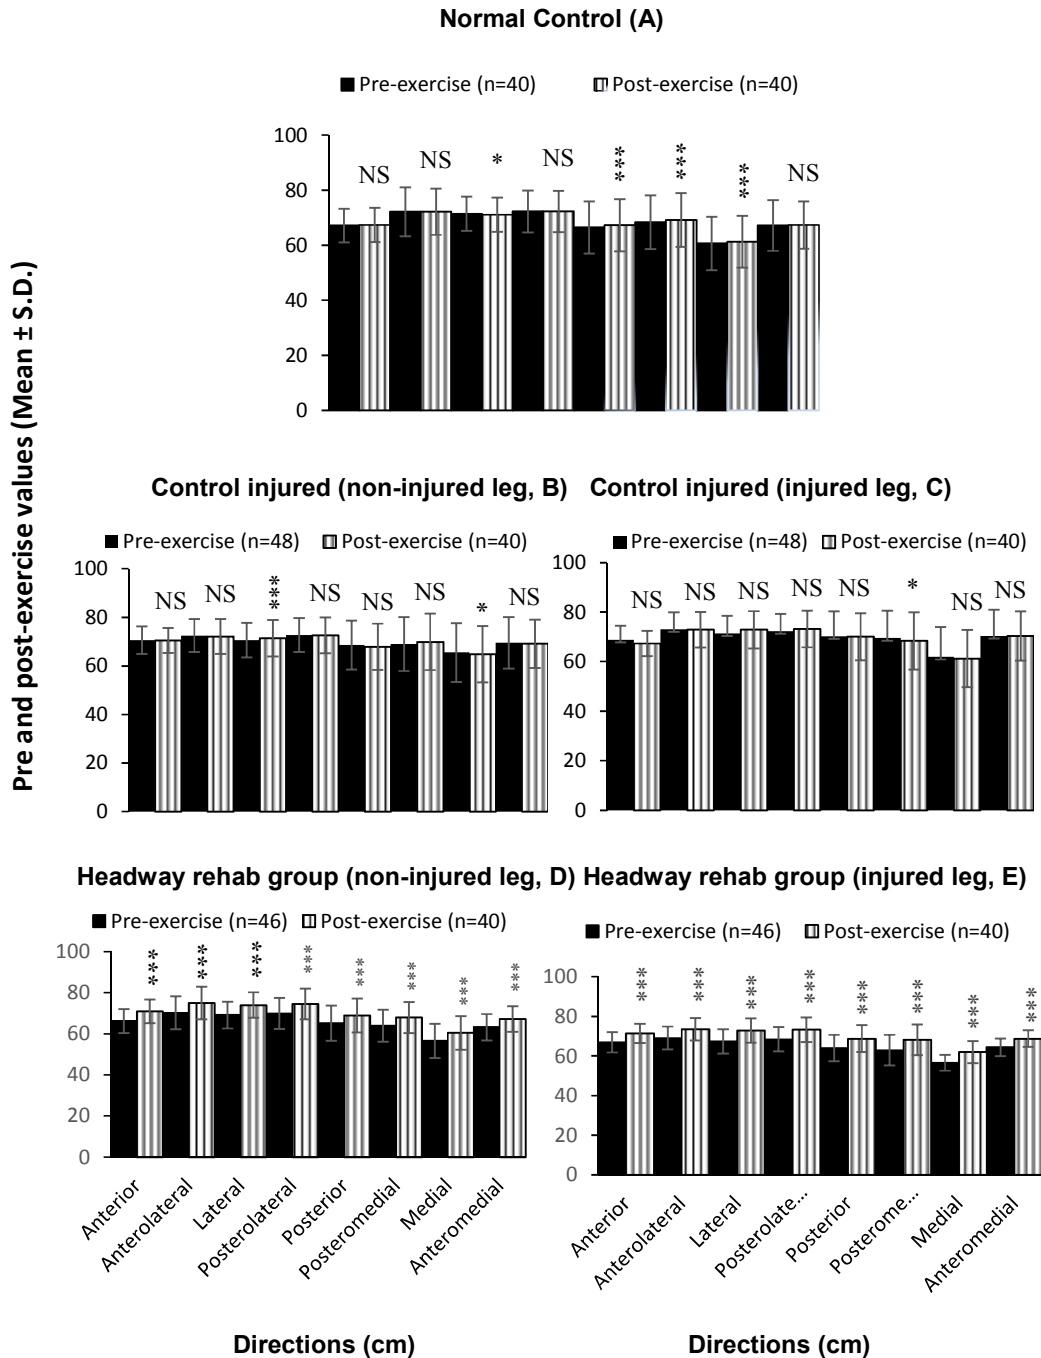 Normal Control (A)
Pre-exercise (n=40) Post-exercise (n=40)
Pre and post-exercise values (Mean ± S.D.)
100
80
60
40
20
0
NS NS * NS *** *** *** NS
Control injured (non-injured leg, B) Control injured (injured leg, C)
Pre-exercise (n=48) Post-exercise (n=40)
100
80
60
40
20
0
NS NS *** NS NS NS * NS
Pre-exercise (n=48) Post-exercise (n=40)
100
80
60
40
20
0
NS NS NS NS NS * NS NS
Headway rehab group (non-injured leg, D) Headway rehab group (injured leg, E)
Pre-exercise (n=46) Post-exercise (n=40)
100
80
60
40
20
0
*** *** *** *** *** *** *** ***
Anterior
Anterolateral
Lateral
Posterolateral
Posterior
Posteromedial
Medial
Anteromedial
Directions (cm)
Pre-exercise (n=46) Post-exercise (n=40)
100
80
60
40
20
0
*** *** *** *** *** *** *** ***
Anterior
Anterolateral
Lateral
Posterolate...
Posterior
Posterome...
Medial
Anteromedial
Directions (cm)